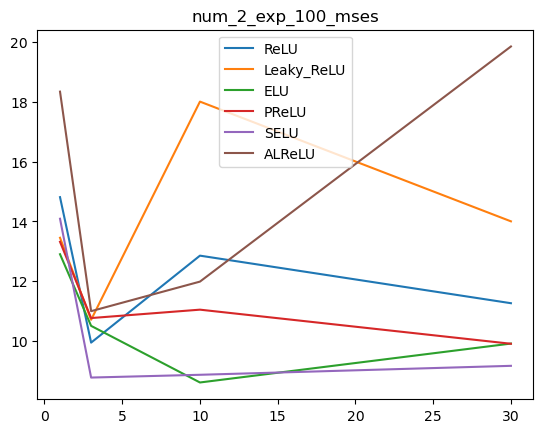 num_2_exp_100_mses
20
18
16
14
12
10
0
5
10
15
20
25
30
ReLU
Leaky_ReLU
ELU
PReLU
SELU
ALReLU